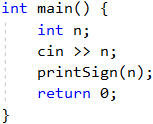 int main() {
    int n;
    cin >> n;
    printSign(n);
    return 0;
}